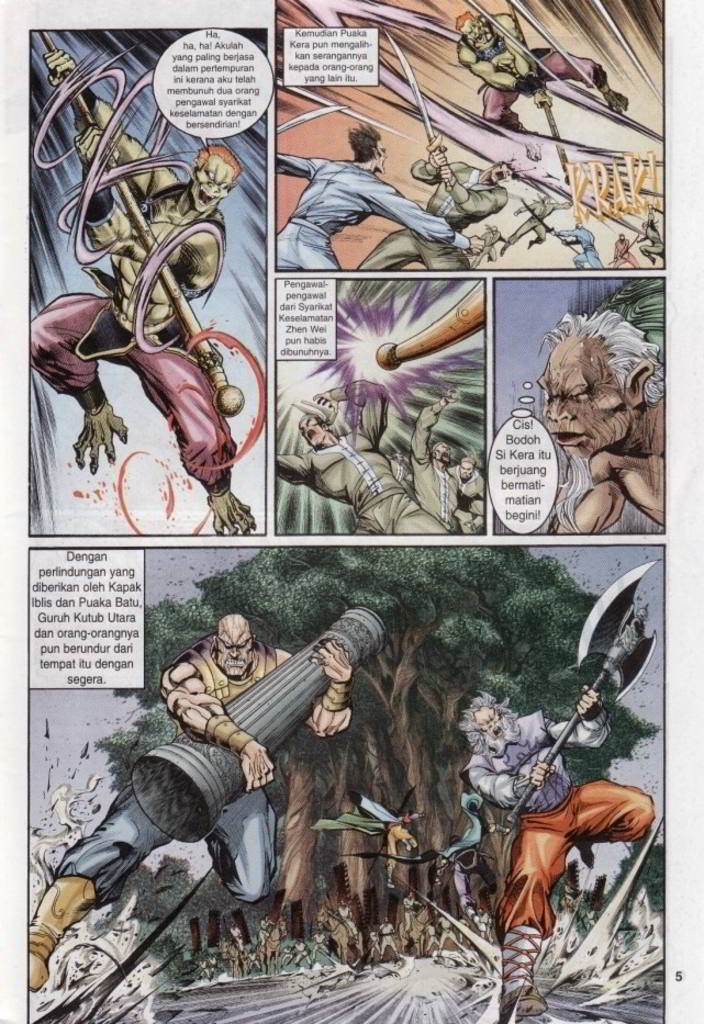 Ha,
ha, ha! Akulah
yang paling berjasa
dalam pertempuran
ini kerana aku telah
membunuh dua orang
pengawal syarikat
keselamatan dengan
bersendirian!
Kemudian Puaka
Kera pun mengalih-
kan serangannya
kepada orang-orang
yang lain itu.
KRAK!
Pengawal-
pengawal
dari Syarikat
Keselamatan
Zhen Wei
pun habis
dibunuhnya.
Cis!
Bodoh
Si Kera itu
berjuang
bermati-
matian
begini!
Dengan
perlindungan yang
diberikan oleh Kapak
Iblis dan Puaka Batu,
Guruh Kutub Utara
dan orang-orangnya
pun berundur dari
tempat itu dengan
segera.
5